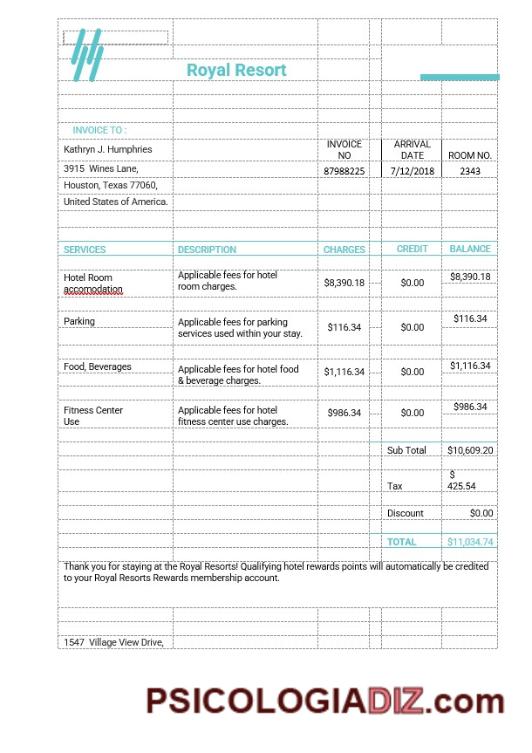 Royal Resort
INVOICE TO :
Kathryn J. Humphries
3915 Wines Lane,
Houston, Texas 77060,
United States of America.
INVOICE NO ARRIVAL DATE ROOM NO.
87988225 7/12/2018 2343
SERVICES DESCRIPTION CHARGES CREDIT BALANCE
Hotel Room
accomodation
Applicable fees for hotel
room charges.
$8,390.18 $0.00 $8,390.18
Parking
Applicable fees for parking
services used within your stay.
$116.34 $0.00 $116.34
Food, Beverages
Applicable fees for hotel food
& beverage charges.
$1,116.34 $0.00 $1,116.34
Fitness Center
Use
Applicable fees for hotel
fitness center use charges.
$986.34 $0.00 $986.34
Sub Total $10,609.20
Tax $ 425.54
Discount $0.00
TOTAL $11,034.74
Thank you for staying at the Royal Resorts! Qualifying hotel rewards points will automatically be credited
to your Royal Resorts Rewards membership account.
1547 Village View Drive,
PSICOLOGIADIZ.com